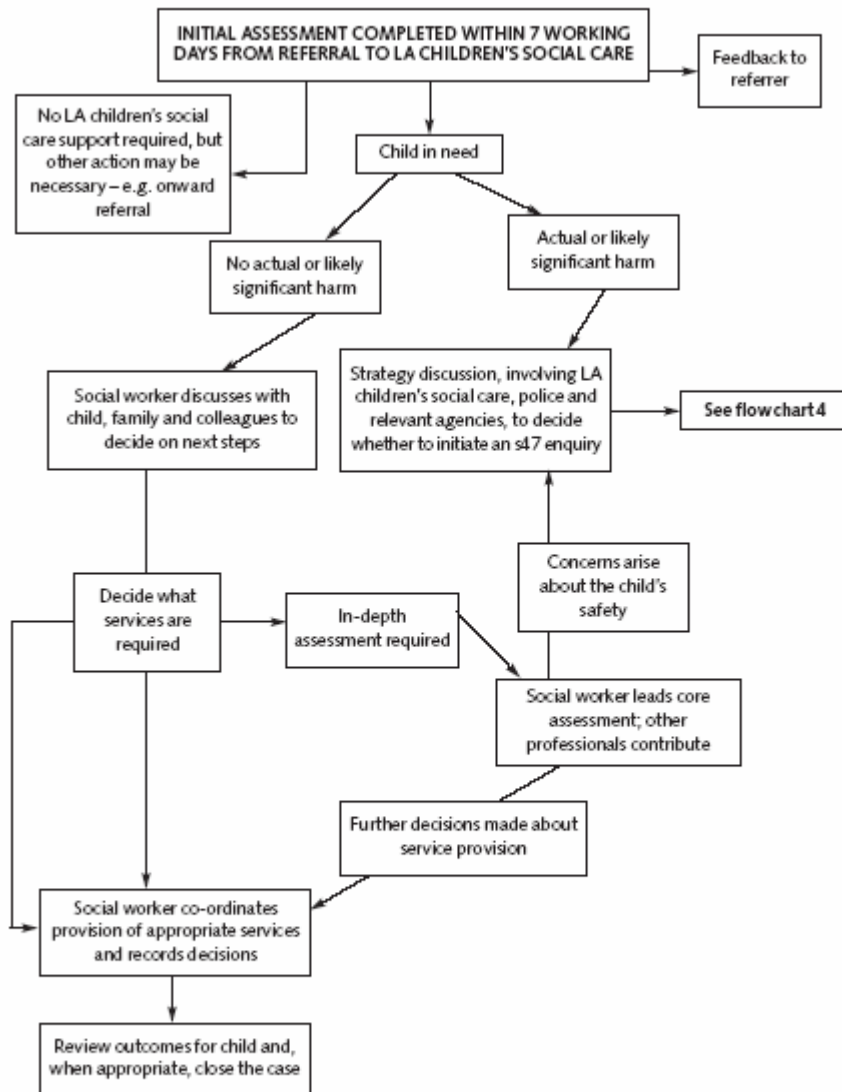 INITIAL ASSESSMENT COMPLETED WITHIN 7 WORKING
DAYS FROM REFERRAL TO LA CHILDREN'S SOCIAL CARE
Feedback to
referrer
No LA children's social
care support required, but
other action may be
necessary – e.g. onward
referral
Child in need
No actual or likely
significant harm
Actual or likely
significant harm
Social worker discusses with
child, family and colleagues to
decide on next steps
Strategy discussion, involving LA
children's social care, police and
relevant agencies, to decide
whether to initiate an s47 enquiry
See flow chart 4
Concerns arise
about the child's
safety
Decide what
services are
required
In-depth
assessment required
Social worker leads core
assessment; other
professionals contribute
Further decisions made about
service provision
Social worker co-ordinates
provision of appropriate services
and records decisions
Review outcomes for child and,
when appropriate, close the case